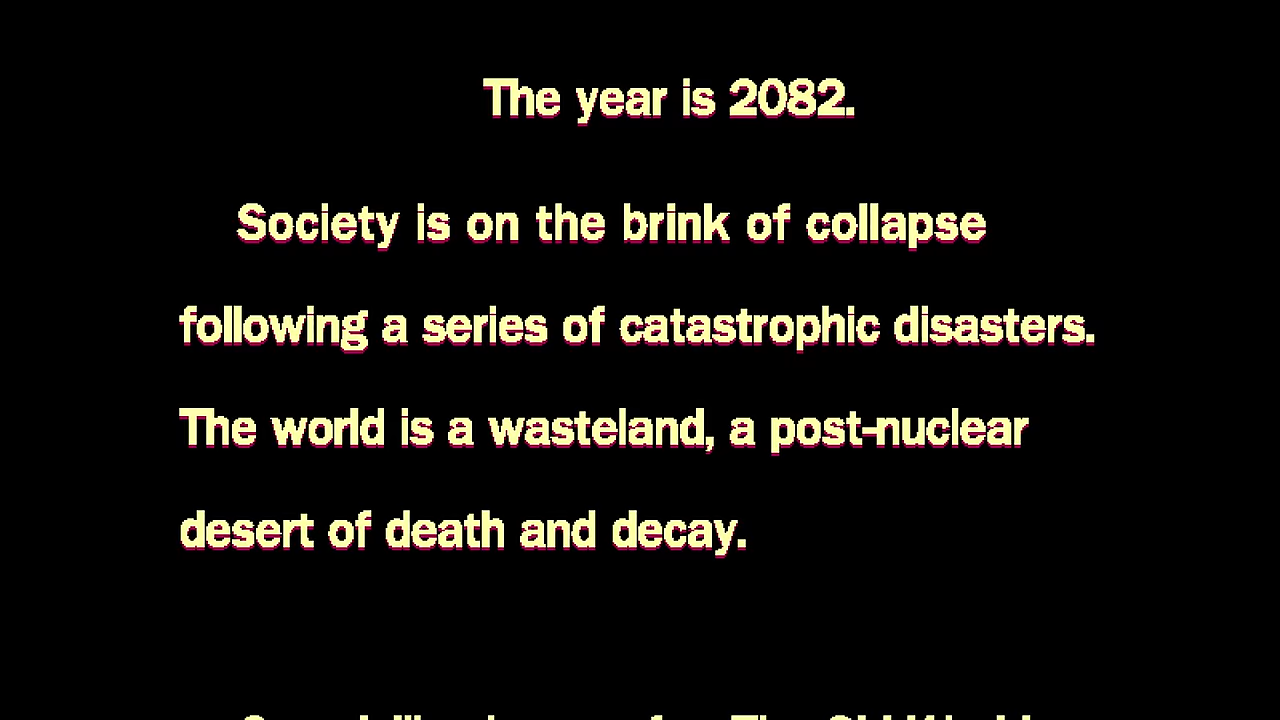 The year is 2082.
Society is on the brink of collapse
following a series of catastrophic disasters.
The world is a wasteland, a post-nuclear
desert of death and decay.